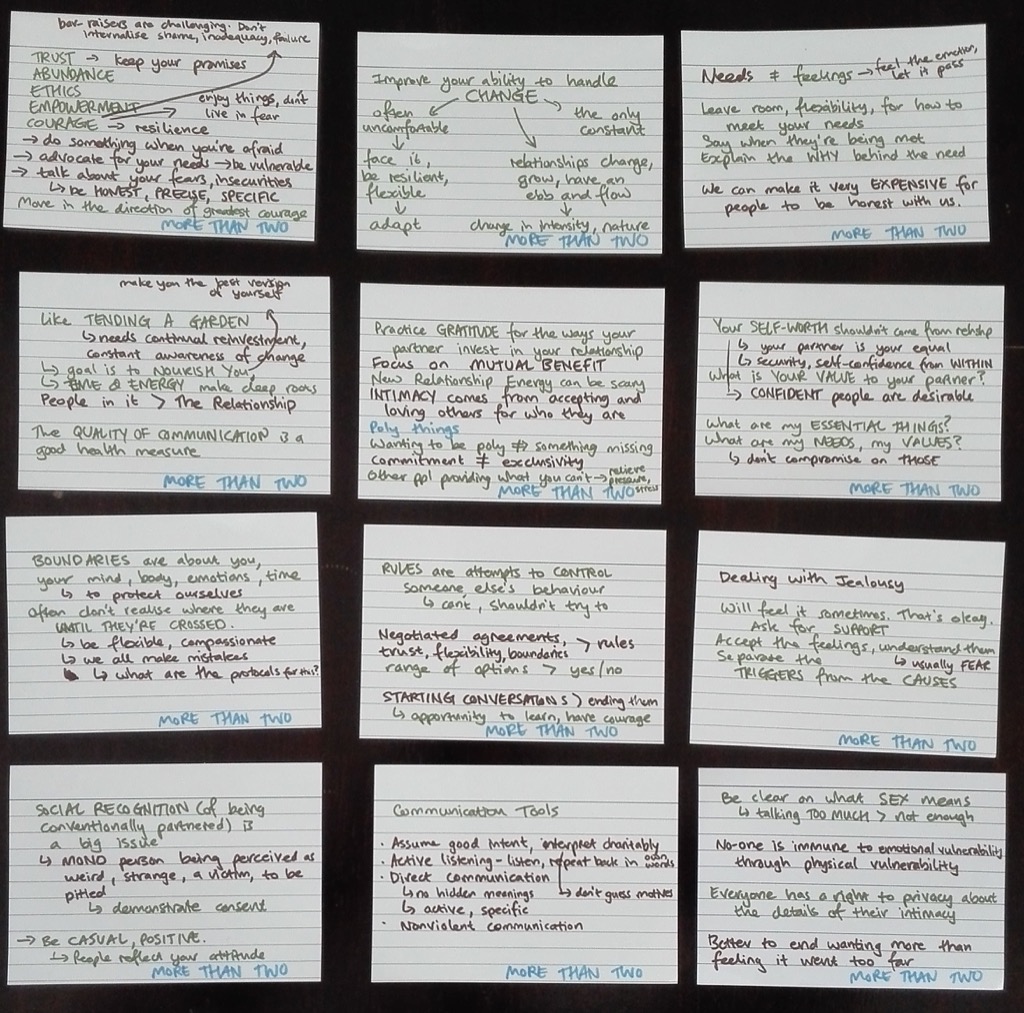 bar-raisers are challenging. Don't
internalise shame, inadequacy, failure
TRUST → keep your promises
ABUNDANCE
ETHICS
EMPOWERMENT → enjoy things, don't
live in fear
COURAGE → resilience
→ do something when you're afraid
→ advocate for your needs → be vulnerable
→ talk about your fears, insecurities
↳ be HONEST, PRECISE, SPECIFIC
Move in the direction of greatest courage
MORE THAN TWO
Improve your ability to handle
CHANGE
often
uncomfortable
↓
face it,
be resilient,
flexible
↓
adapt
the only
constant
relationships change,
grow, have an
ebb and flow
↓
change in intensity, nature
MORE THAN TWO
Needs ≠ feelings → feel the emotion,
let it pass
Leave room, flexibility, for how to
meet your needs
Say when they're being met
Explain the WHY behind the need
We can make it very EXPENSIVE for
people to be honest with us.
MORE THAN TWO
make you the best version
of yourself
Like TENDING A GARDEN
↳ needs continual reinvestment,
constant awareness of change
↳ goal is to NOURISH You
↳ TIME & ENERGY make deep roots
People in it > The Relationship
The QUALITY OF COMMUNICATION is a
good health measure
MORE THAN TWO
Practice GRATITUDE for the ways your
partner invest in your relationship
Focus on MUTUAL BENEFIT
New Relationship Energy can be scary
INTIMACY comes from accepting and
loving others for who they are
Poly things
Wanting to be poly ≠> something missing
commitment ≠ exclusivity
Other ppl providing what you can't → relieve
pressure,
stress
MORE THAN TWO
Your SELF-WORTH shouldn't come from relnshp
↳ your partner is your equal
↳ security, self-confidence from WITHIN
What is YOUR VALUE to your partner?
↳ CONFIDENT people are desirable
What are my ESSENTIAL THINGS?
What are my NEEDS, my VALUES?
↳ don't compromise on THOSE
MORE THAN TWO
BOUNDARIES are about you,
your mind, body, emotions, time
↳ to protect ourselves
Often don't realise where they are
UNTIL THEY'RE CROSSED.
↳ be flexible, compassionate
↳ we all make mistakes
↳ what are the protocols for this?
MORE THAN TWO
RULES are attempts to CONTROL
someone else's behaviour
↳ can't, shouldn't try to
Negotiated agreements,
trust, flexibility, boundaries > rules
range of options > yes/no
STARTING CONVERSATIONS > ending them
↳ opportunity to learn, have courage
MORE THAN TWO
Dealing with Jealousy
Will feel it sometimes. That's okay.
Ask for SUPPORT
Accept the feelings, understand them
↳ usually FEAR
Separate the
TRIGGERS from the CAUSES
MORE THAN TWO
SOCIAL RECOGNITION (of being
conventionally partnered) is
a big issue
↳ MONO person being perceived as
weird, strange, a victim, to be
pitied
↳ demonstrate consent
→ Be CASUAL, POSITIVE.
↳ People reflect your attitude
MORE THAN TWO
Communication Tools
· Assume good intent, interpret charitably
· Active listening - listen, repeat back in own
words
· Direct communication
↳ no hidden meanings ↳ don't guess motives
↳ active, specific
· Nonviolent communication
MORE THAN TWO
Be clear on what SEX means
↳ talking TOO MUCH > not enough
No-one is immune to emotional vulnerability
through physical vulnerability
Everyone has a right to privacy about
the details of their intimacy
Better to end wanting more than
feeling it went too far
MORE THAN TWO